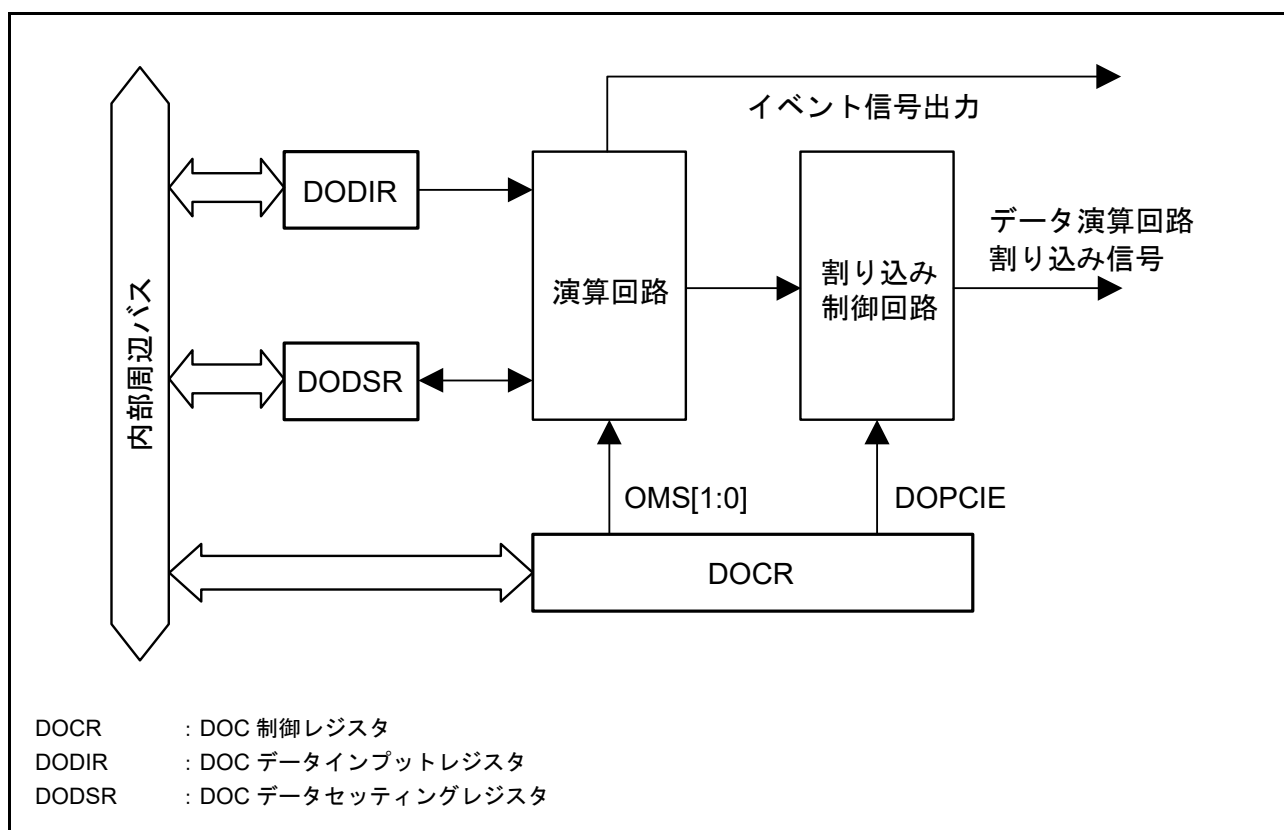 イベント信号出力
DODIR
データ演算回路
割り込み信号
演算回路
割り込み
制御回路
内部周辺バス
DODSR
OMS[1:0]
DOPCIE
DOCR
DOCR : DOC 制御レジスタ
DODIR : DOC データインプットレジスタ
DODSR : DOC データセッティングレジスタ